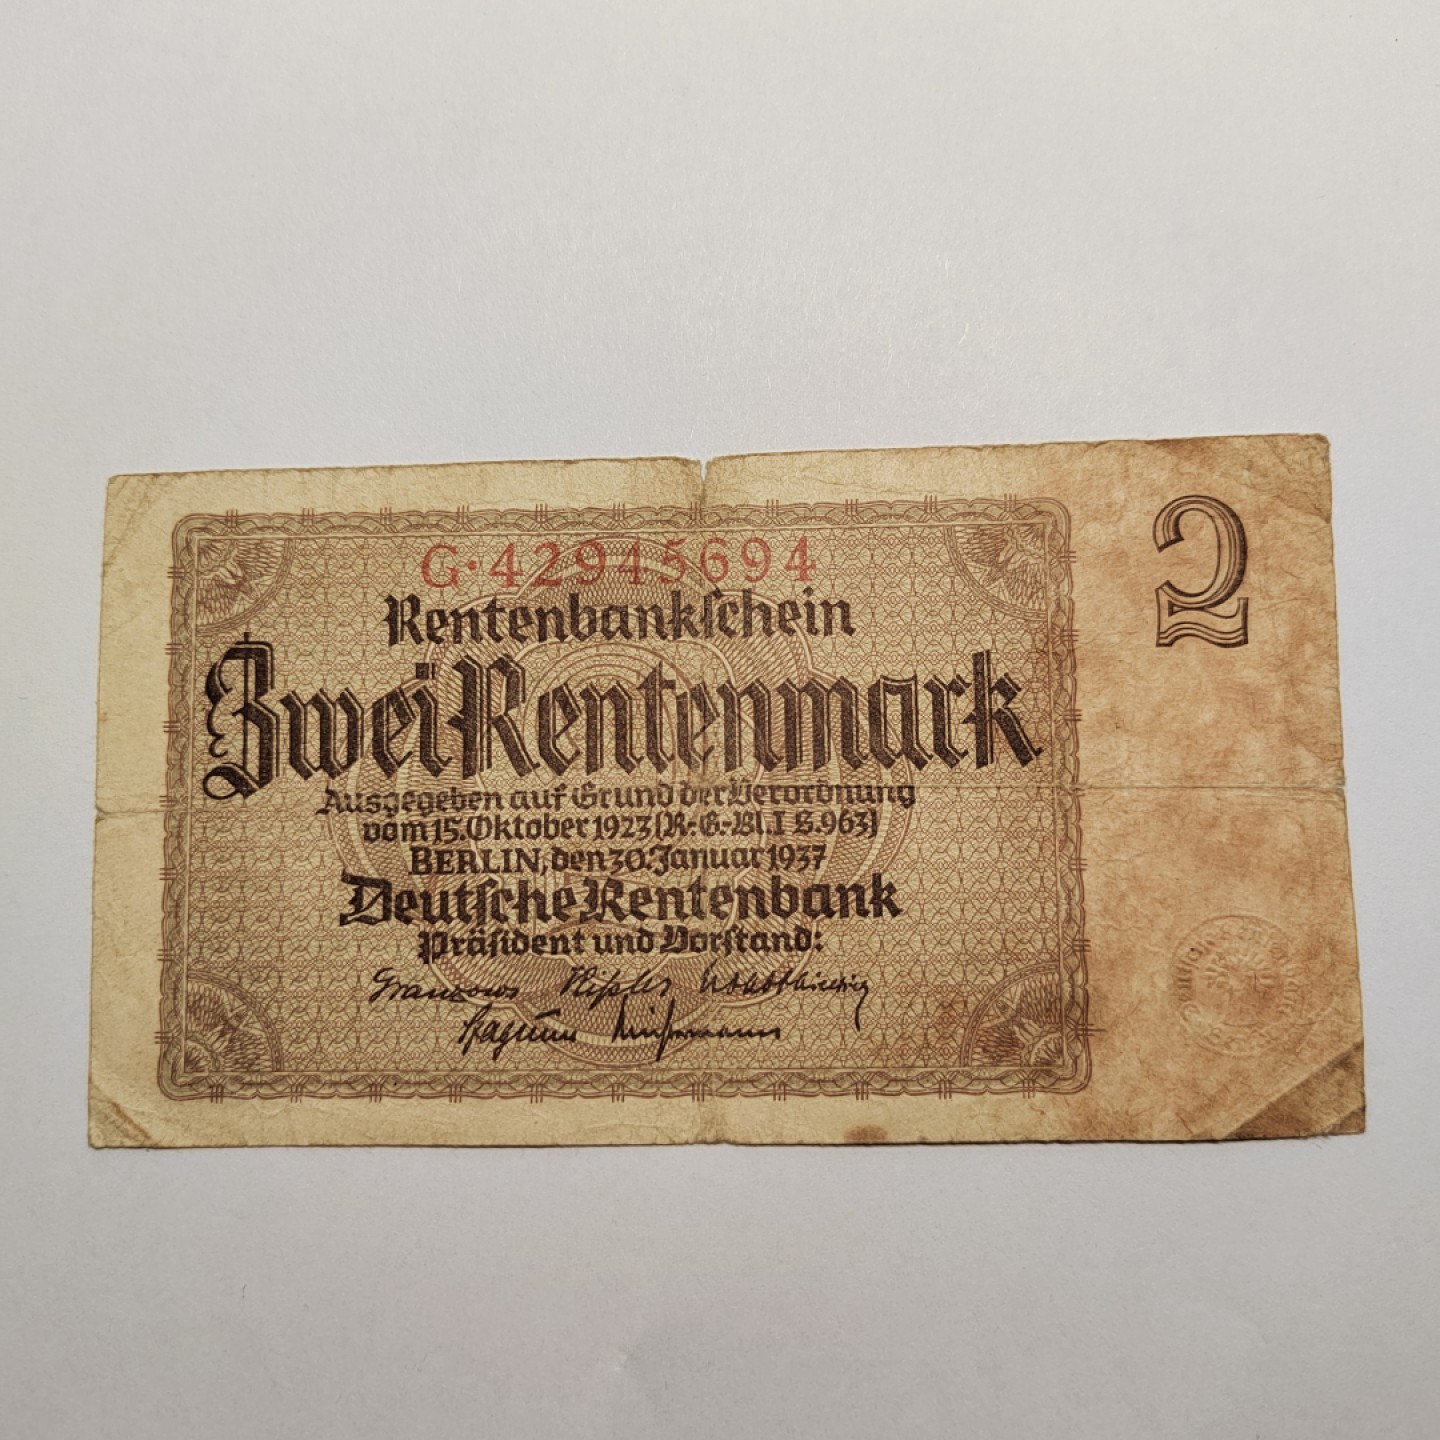 G·42945694
2
Rentenbankſchein
Zwei Rentenmark
Ausgegeben auf Grund der Verordnung
vom 15. Oktober 1923 (R.-G.-Bl. I S. 963)
BERLIN, den 30. Januar 1937
Deutſche Rentenbank
Präſident und Vorſtand: